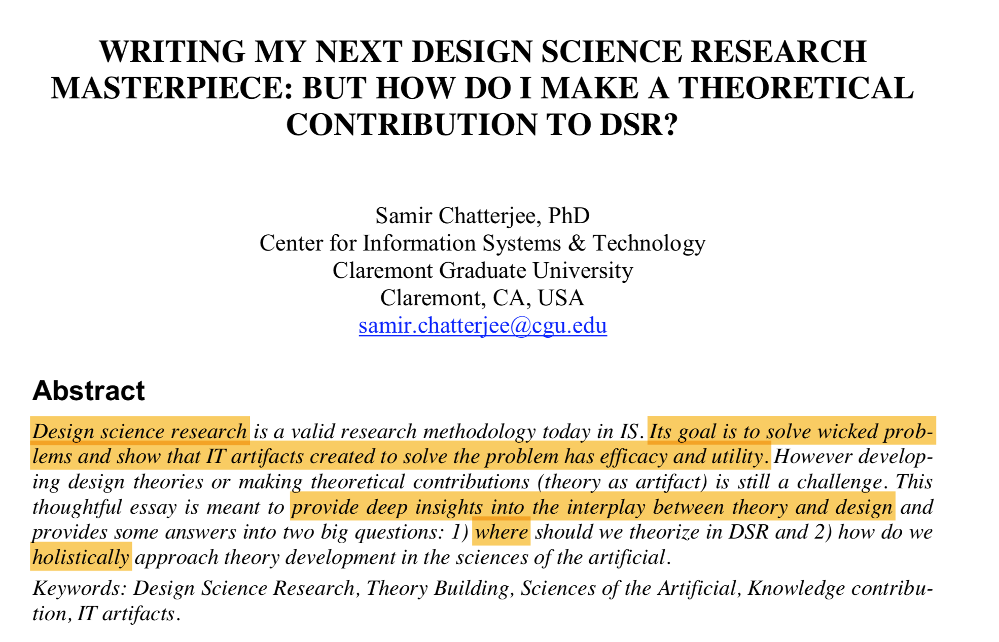 WRITING MY NEXT DESIGN SCIENCE RESEARCH
MASTERPIECE: BUT HOW DO I MAKE A THEORETICAL
CONTRIBUTION TO DSR?
Samir Chatterjee, PhD
Center for Information Systems & Technology
Claremont Graduate University
Claremont, CA, USA
samir.chatterjee@cgu.edu
Abstract
Design science research is a valid research methodology today in IS. Its goal is to solve wicked prob-
lems and show that IT artifacts created to solve the problem has efficacy and utility. However develop-
ing design theories or making theoretical contributions (theory as artifact) is still a challenge. This
thoughtful essay is meant to provide deep insights into the interplay between theory and design and
provides some answers into two big questions: 1) where should we theorize in DSR and 2) how do we
holistically approach theory development in the sciences of the artificial.
Keywords: Design Science Research, Theory Building, Sciences of the Artificial, Knowledge contribu-
tion, IT artifacts.